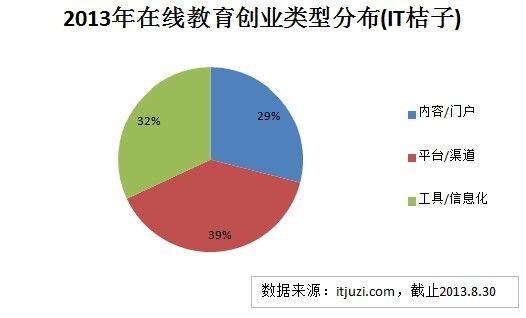 2013年在线教育创业类型分布(IT桔子)
29%
32%
39%
内容/门户
平台/渠道
工具/信息化
数据来源：itjuzi.com，截止2013.8.30